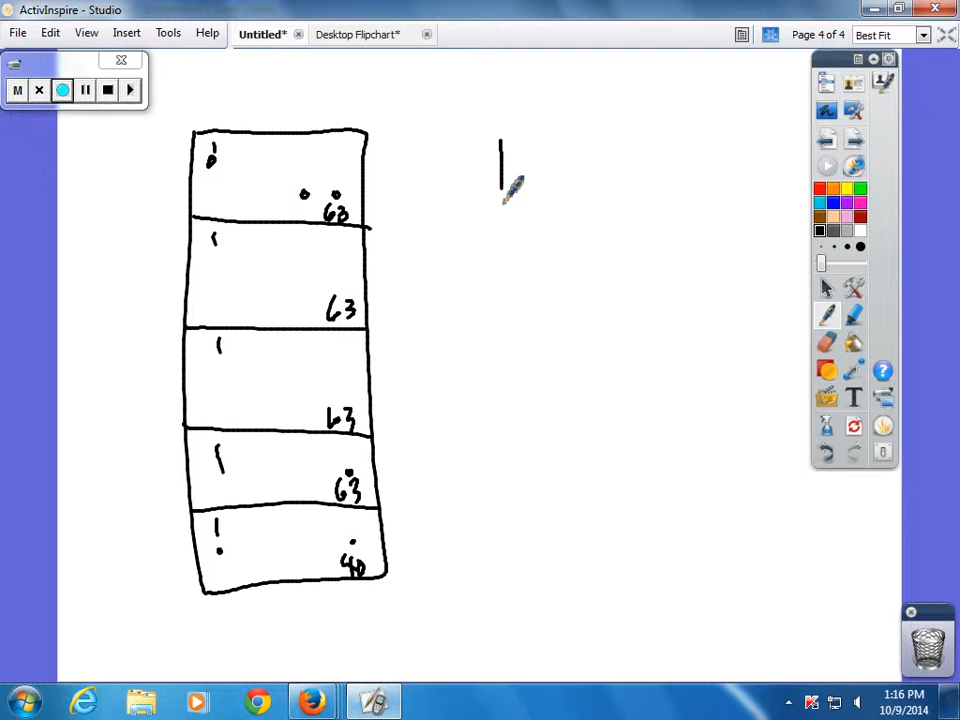 ActivInspire - Studio
File Edit View Insert Tools Help Untitled* Desktop Flipchart* Page 4 of 4 Best Fit
M
63
1
63
1
63
1
63
1
40
1:16 PM
10/9/2014